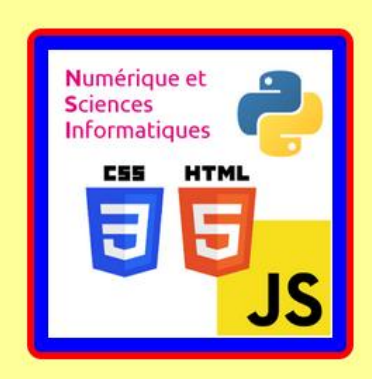 Numérique et
Sciences
Informatiques
CSS HTML
3 5
JS